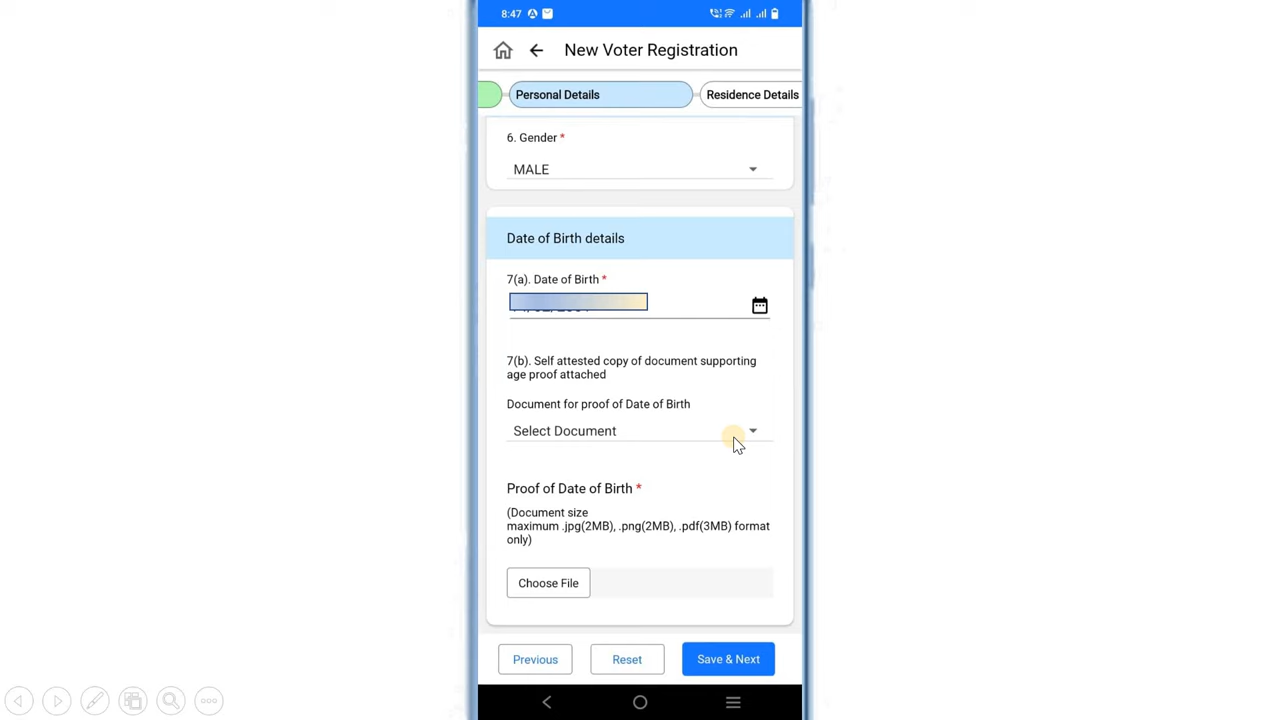 8:47
New Voter Registration
Personal Details
Residence Details
6. Gender *
MALE
Date of Birth details
7(a). Date of Birth *
7(b). Self attested copy of document supporting
age proof attached
Document for proof of Date of Birth
Select Document
Proof of Date of Birth *
(Document size
maximum .jpg(2MB), .png(2MB), .pdf(3MB) format
only)
Choose File
Previous
Reset
Save & Next